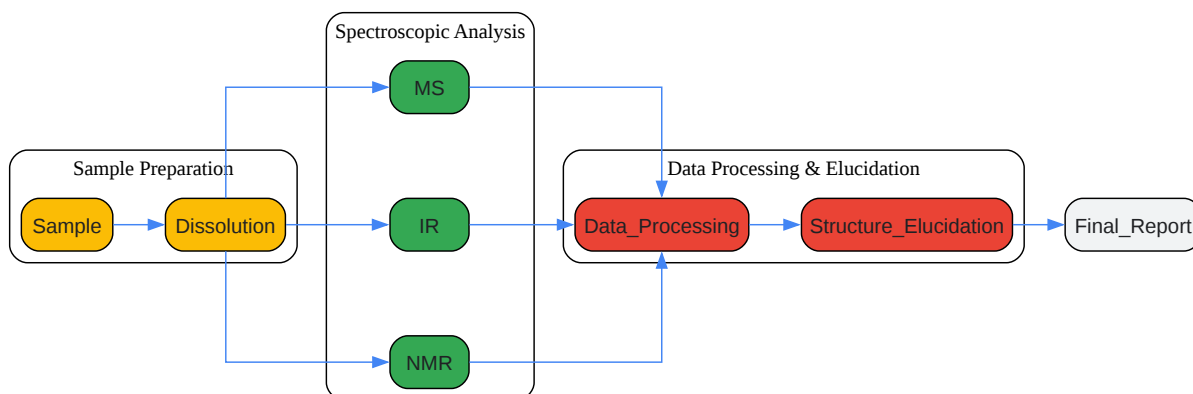 Spectroscopic Analysis
MS
Sample Preparation
Data Processing & Elucidation
Sample
Dissolution
IR
Data_Processing
Structure_Elucidation
Final_Report
NMR